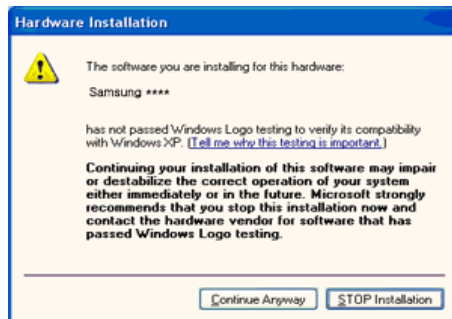 Hardware Installation
The software you are installing for this hardware:
Samsung ****
has not passed Windows Logo testing to verify its compatibility
with Windows XP. (Tell me why this testing is important.)
Continuing your installation of this software may impair
or destabilize the correct operation of your system
either immediately or in the future. Microsoft strongly
recommends that you stop this installation now and
contact the hardware vendor for software that has
passed Windows Logo testing.
Continue Anyway
STOP Installation